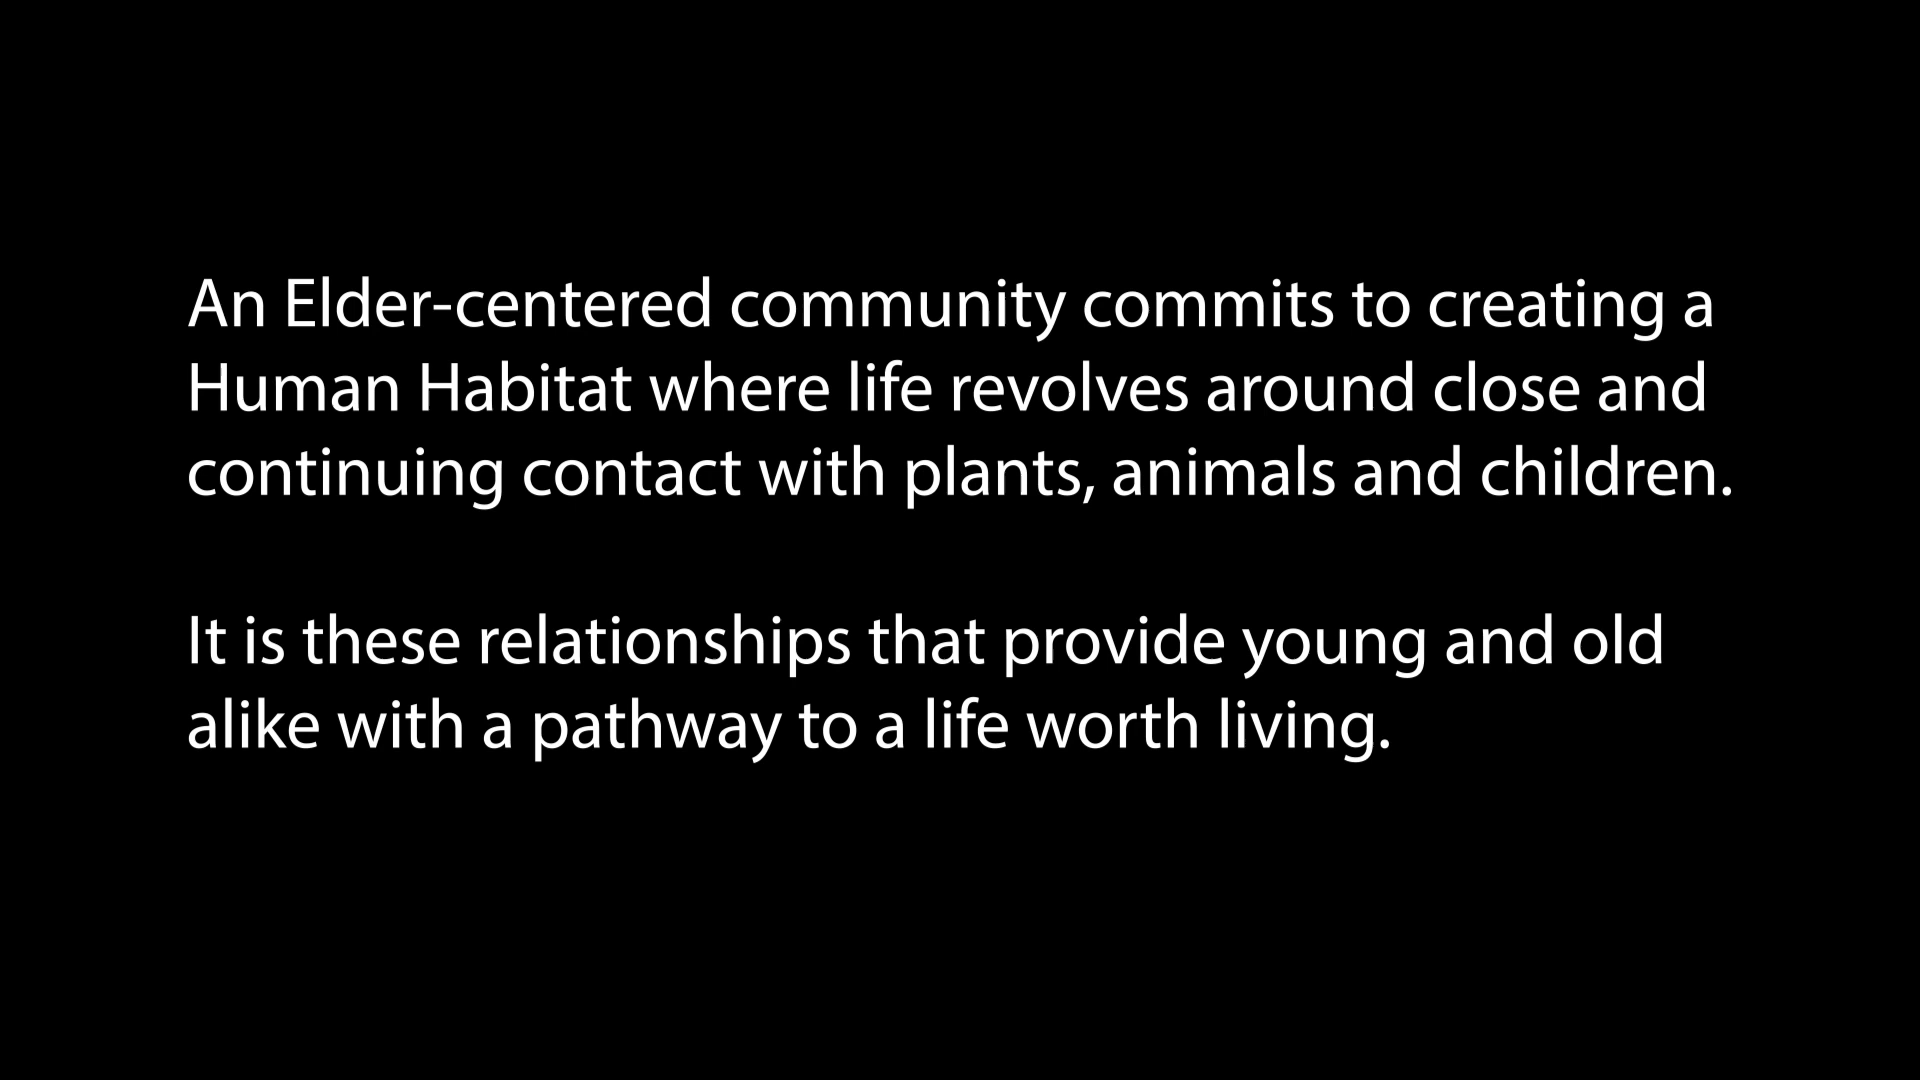 An Elder-centered community commits to creating a
Human Habitat where life revolves around close and
continuing contact with plants, animals and children.
It is these relationships that provide young and old
alike with a pathway to a life worth living.